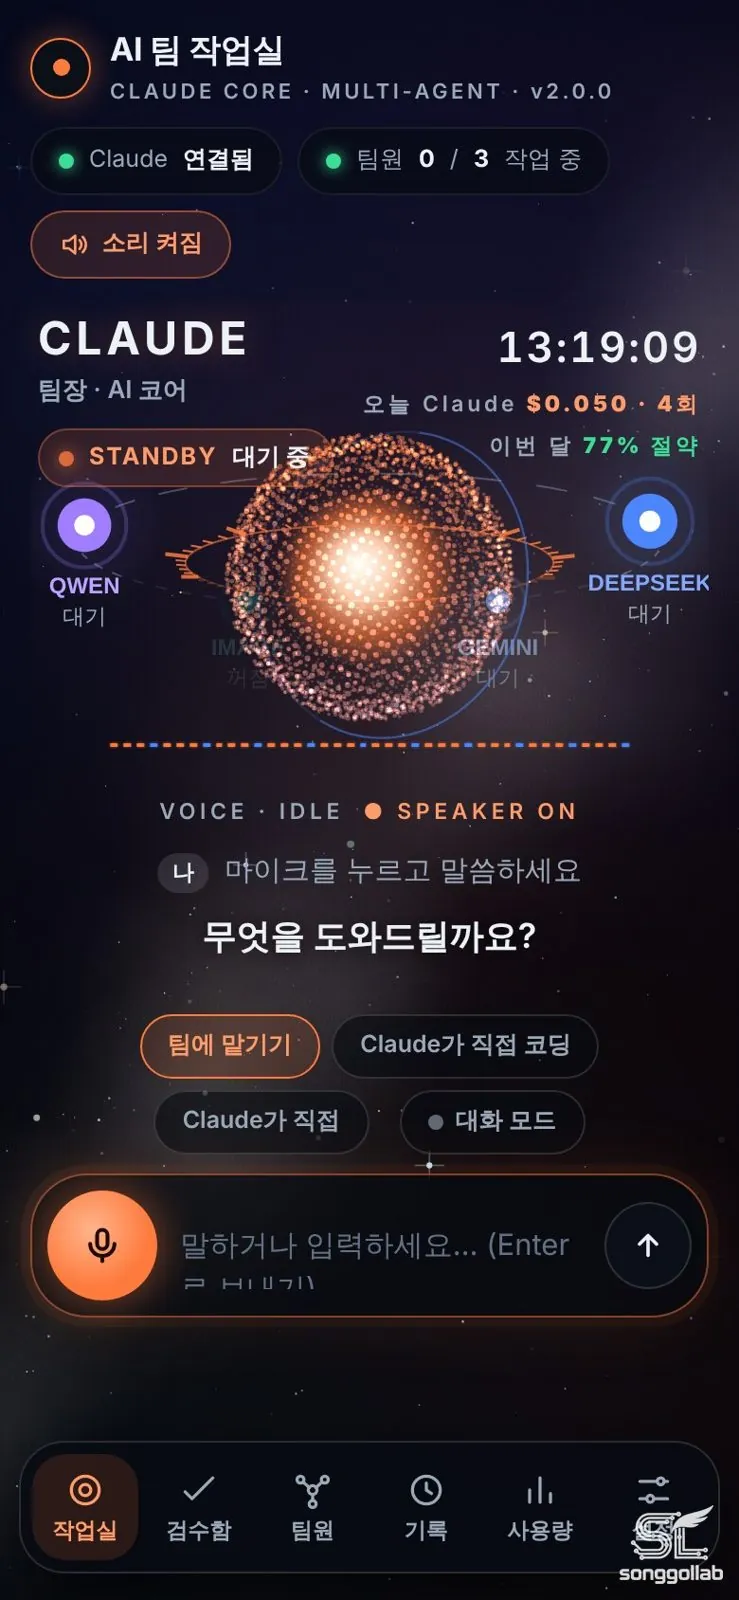 AI 팀 작업실
CLAUDE CORE · MULTI-AGENT · v2.0.0
Claude 연결됨
팀원 0 / 3 작업 중
소리 켜짐
CLAUDE
팀장 · AI 코어
13:19:09
오늘 Claude $0.050 · 4회
이번 달 77% 절약
STANDBY 대기 중
QWEN
대기
DEEPSEEK
대기
GEMINI
대기
꺼짐
VOICE · IDLE SPEAKER ON
나 마이크를 누르고 말씀하세요
무엇을 도와드릴까요?
팀에 맡기기
Claude가 직접 코딩
Claude가 직접
대화 모드
말하거나 입력하세요... (Enter
로 보내기)
작업실
검수함
팀원
기록
사용량
SL
songgollab